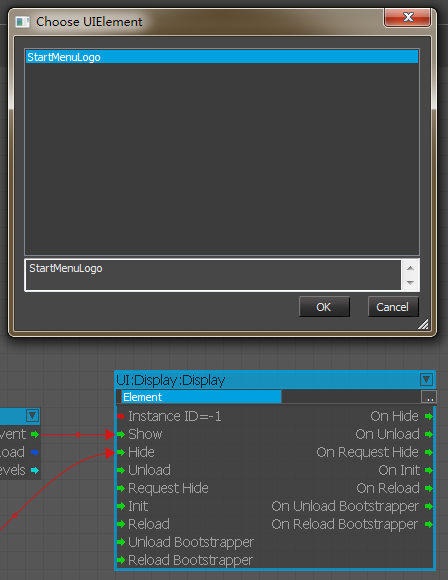 Choose UIElement
StartMenuLogo
StartMenuLogo
OK Cancel
UI:Display:Display
Element ..
Instance ID=-1 On Hide
vent Show On Unload
oad Hide On Request Hide
evels Unload On Init
Request Hide On Reload
Init On Unload Bootstrapper
Reload On Reload Bootstrapper
Unload Bootstrapper
Reload Bootstrapper